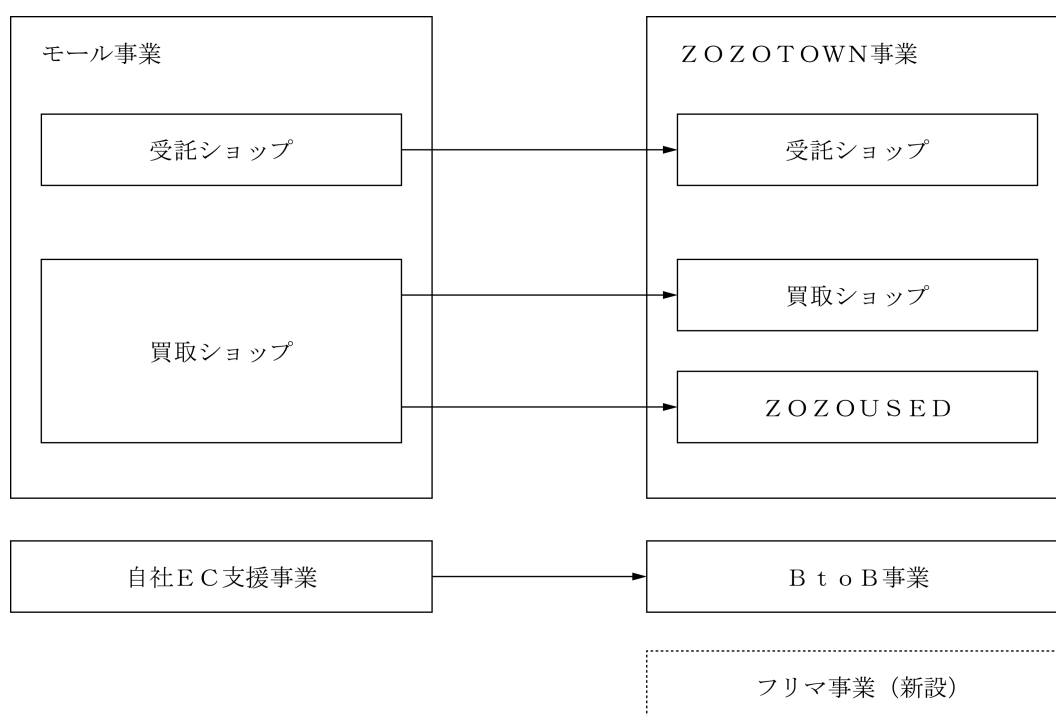 モール事業
受託ショップ
買取ショップ
自社ＥＣ支援事業
ＺＯＺＯＴＯＷＮ事業
受託ショップ
買取ショップ
ＺＯＺＯＵＳＥＤ
ＢｔｏＢ事業
フリマ事業（新設）